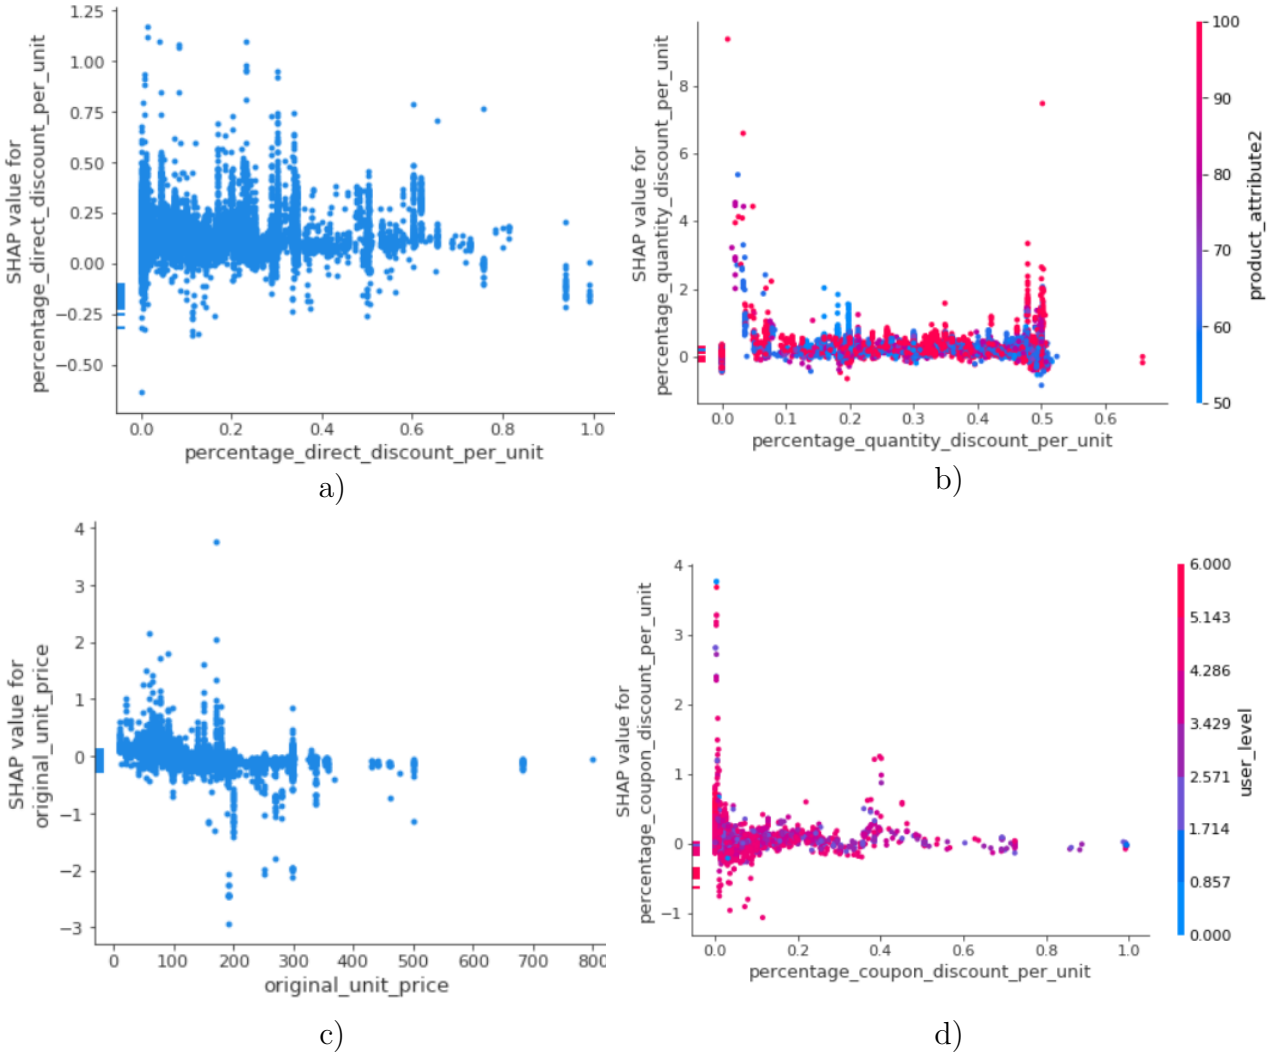 1.25
1.00
0.75
0.50
0.25
0.00
−0.25
−0.50
SHAP value for
percentage_direct_discount_per_unit
0.0 0.2 0.4 0.6 0.8 1.0
percentage_direct_discount_per_unit
a)
8
6
4
2
0
SHAP value for
percentage_quantity_discount_per_unit
0.0 0.1 0.2 0.3 0.4 0.5 0.6
percentage_quantity_discount_per_unit
100
90
80
70
60
50
product_attribute2
b)
4
3
2
1
0
−1
−2
−3
SHAP value for
original_unit_price
0 100 200 300 400 500 600 700 800
original_unit_price
c)
4
3
2
1
0
−1
SHAP value for
percentage_coupon_discount_per_unit
0.0 0.2 0.4 0.6 0.8 1.0
percentage_coupon_discount_per_unit
6.000
5.143
4.286
3.429
2.571
1.714
0.857
0.000
user_level
d)